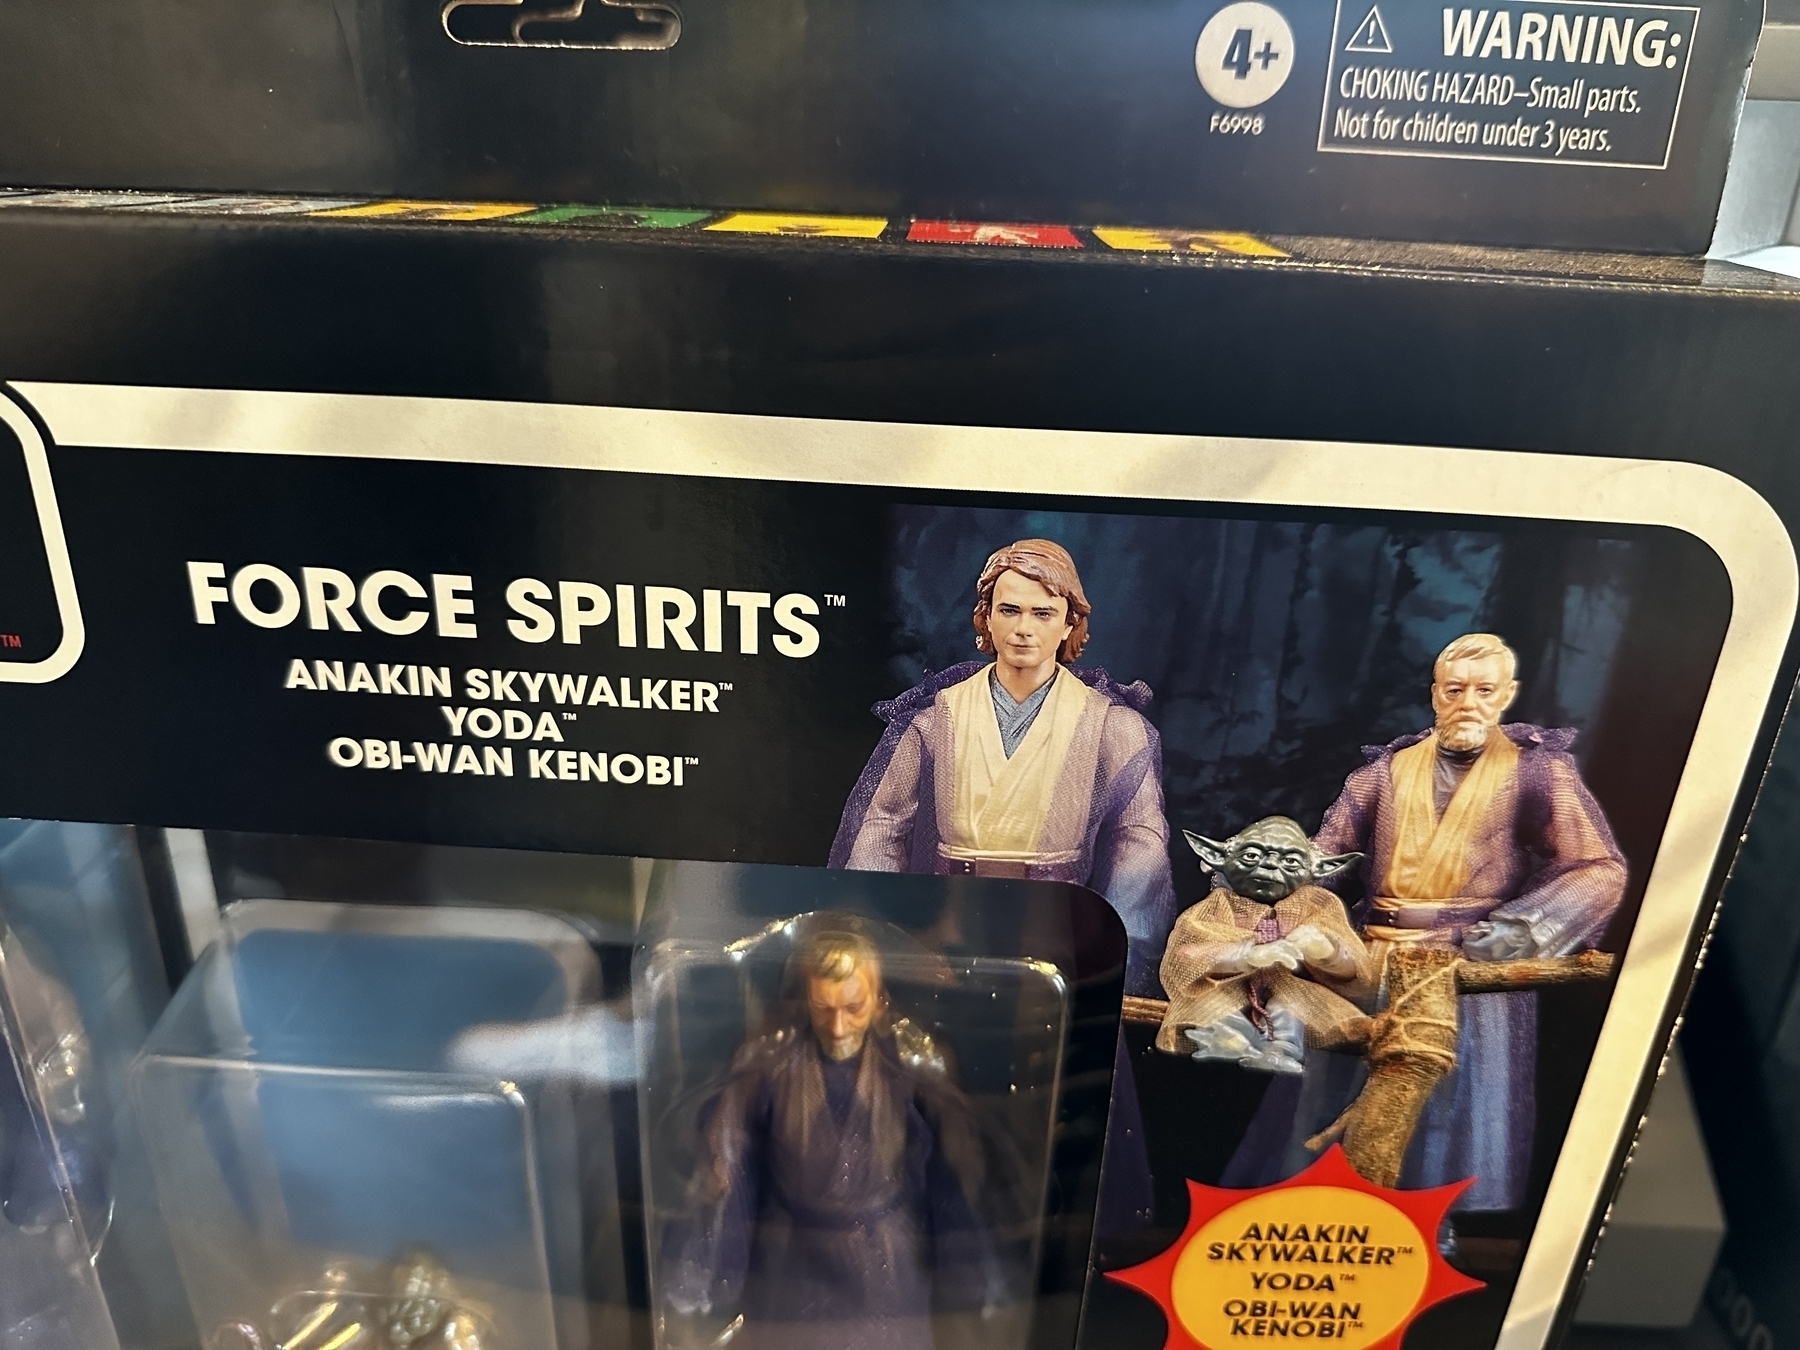 4+
F6998
WARNING:
CHOKING HAZARD–Small parts.
Not for children under 3 years.
TM
FORCE SPIRITS™
ANAKIN SKYWALKER™
YODA™
OBI-WAN KENOBI™
ANAKIN
SKYWALKER™
YODA™
OBI-WAN
KENOBI™